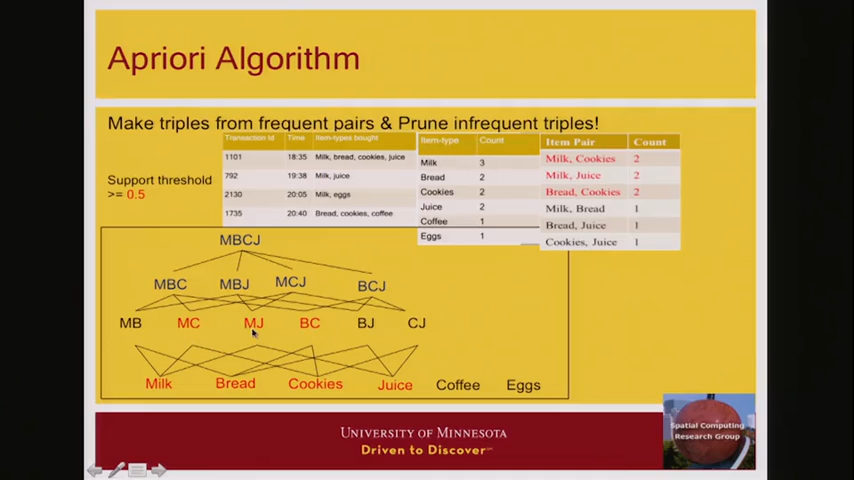 Apriori Algorithm
Make triples from frequent pairs & Prune infrequent triples!
Support threshold
>= 0.5
Transaction Id Time Item-types bought
1101 18:35 Milk, bread, cookies, juice
792 19:38 Milk, juice
2130 20:05 Milk, eggs
1735 20:40 Bread, cookies, coffee
Item-type Count
Milk 3
Bread 2
Cookies 2
Juice 2
Coffee 1
Eggs 1
Item Pair Count
Milk, Cookies 2
Milk, Juice 2
Bread, Cookies 2
Milk, Bread 1
Bread, Juice 1
Cookies, Juice 1
MBCJ
MBC MBJ MCJ BCJ
MB MC MJ BC BJ CJ
Milk Bread Cookies Juice Coffee Eggs
UNIVERSITY OF MINNESOTA
Driven to Discover
Spatial Computing
Research Group